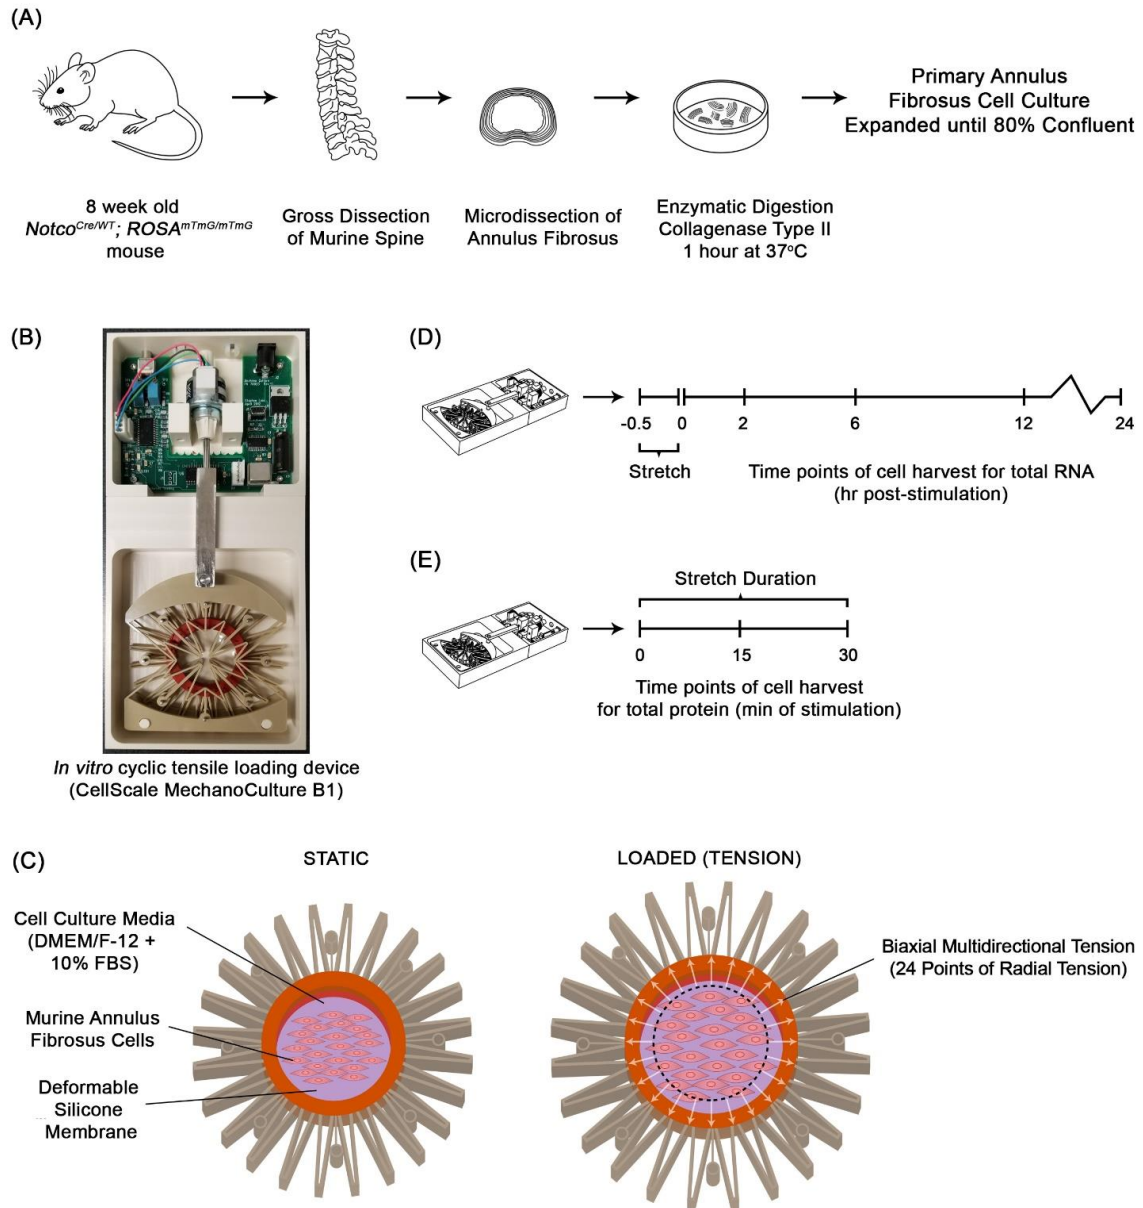 (A)
8 week old
Notco^Cre/WT; ROSA^mTmG/mTmG
mouse
Gross Dissection
of Murine Spine
Microdissection of
Annulus Fibrosus
Enzymatic Digestion
Collagenase Type II
1 hour at 37°C
Primary Annulus
Fibrosus Cell Culture
Expanded until 80% Confluent
(B)
In vitro cyclic tensile loading device
(CellScale MechanoCulture B1)
(D)
-0.5 0 2 6 12 24
Stretch
Time points of cell harvest for total RNA
(hr post-stimulation)
(E)
Stretch Duration
0 15 30
Time points of cell harvest
for total protein (min of stimulation)
(C)
STATIC
Cell Culture Media
(DMEM/F-12 +
10% FBS)
Murine Annulus
Fibrosus Cells
Deformable
Silicone
Membrane
LOADED (TENSION)
Biaxial Multidirectional Tension
(24 Points of Radial Tension)